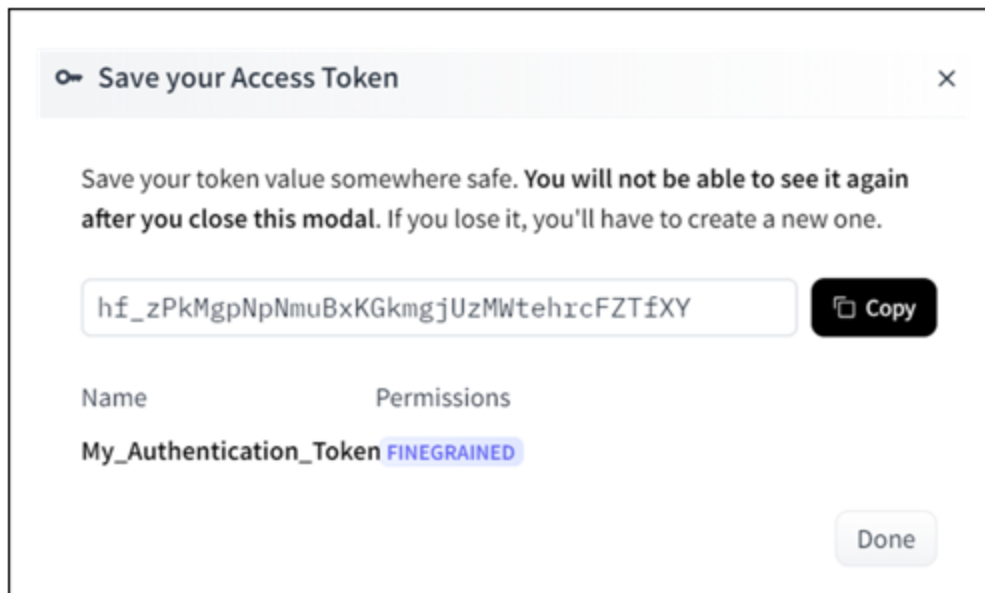 Save your Access Token
Save your token value somewhere safe. You will not be able to see it again
after you close this modal. If you lose it, you'll have to create a new one.
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
Copy
Name Permissions
My_Authentication_Token FINEGRAINED
Done